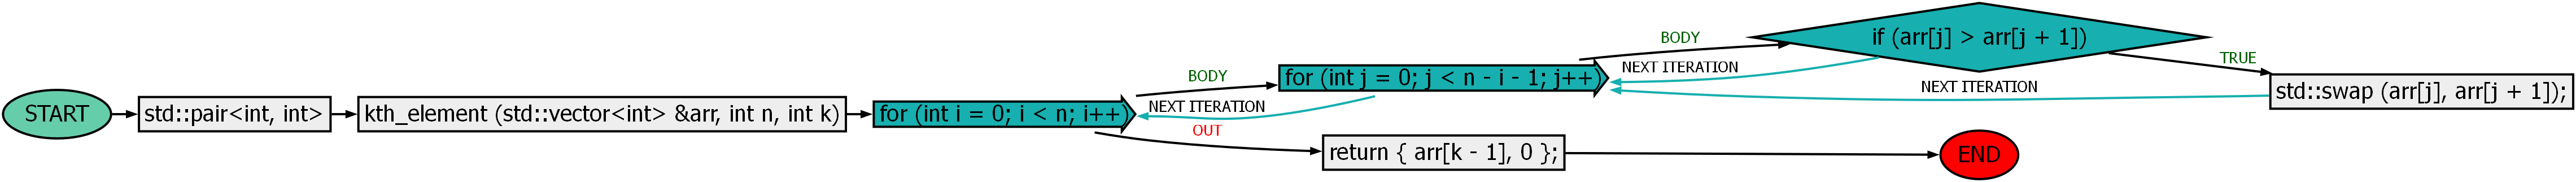 START
std::pair<int, int>
kth_element (std::vector<int> &arr, int n, int k)
for (int i = 0; i < n; i++)
BODY
NEXT ITERATION
OUT
for (int j = 0; j < n - i - 1; j++)
BODY
NEXT ITERATION
if (arr[j] > arr[j + 1])
TRUE
NEXT ITERATION
std::swap (arr[j], arr[j + 1]);
return { arr[k - 1], 0 };
END